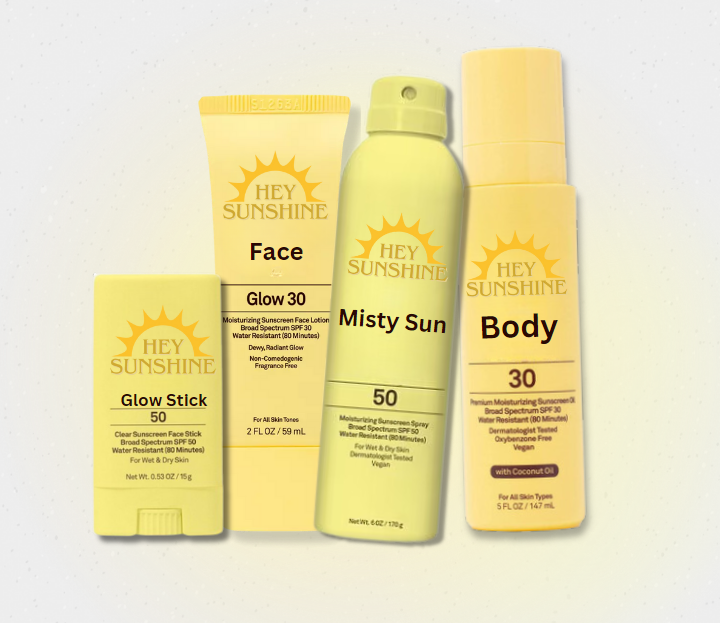 HEY
SUNSHINE
Glow Stick
50
Clear Sunscreen Face Stick
Broad Spectrum SPF 50
Water Resistant (80 Minutes)
For Wet & Dry Skin
Net Wt. 0.53 OZ / 15 g
HEY
SUNSHINE
Face
Glow 30
Moisturizing Sunscreen Face Lotion
Broad Spectrum SPF 30
Water Resistant (80 Minutes)
Dewy, Radiant Glow
Non-Comedogenic
Fragrance Free
For All Skin Tones
2 FL OZ / 59 mL
HEY
SUNSHINE
Misty Sun
50
Moisturizing Sunscreen Spray
Broad Spectrum SPF 50
Water Resistant (80 Minutes)
For Wet & Dry Skin
Dermatologist Tested
Vegan
Net Wt. 6 OZ / 170 g
HEY
SUNSHINE
Body
30
Premium Moisturizing Sunscreen Oil
Broad Spectrum SPF 30
Water Resistant (80 Minutes)
Dermatologist Tested
Oxybenzone Free
Vegan
with Coconut Oil
For All Skin Types
5 FL OZ / 147 mL